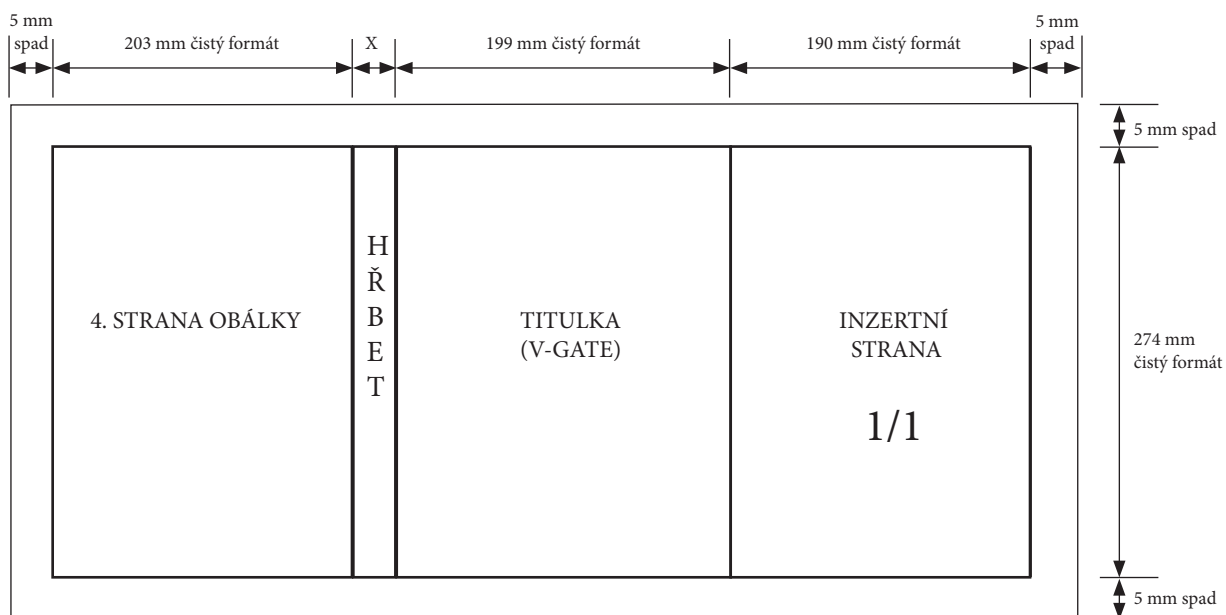 5 mm
spad
203 mm čistý formát
X
199 mm čistý formát
190 mm čistý formát
5 mm
spad
5 mm spad
4. STRANA OBÁLKY
H
Ř
B
E
T
TITULKA
(V-GATE)
INZERTNÍ
STRANA
1/1
274 mm
čistý formát
5 mm spad